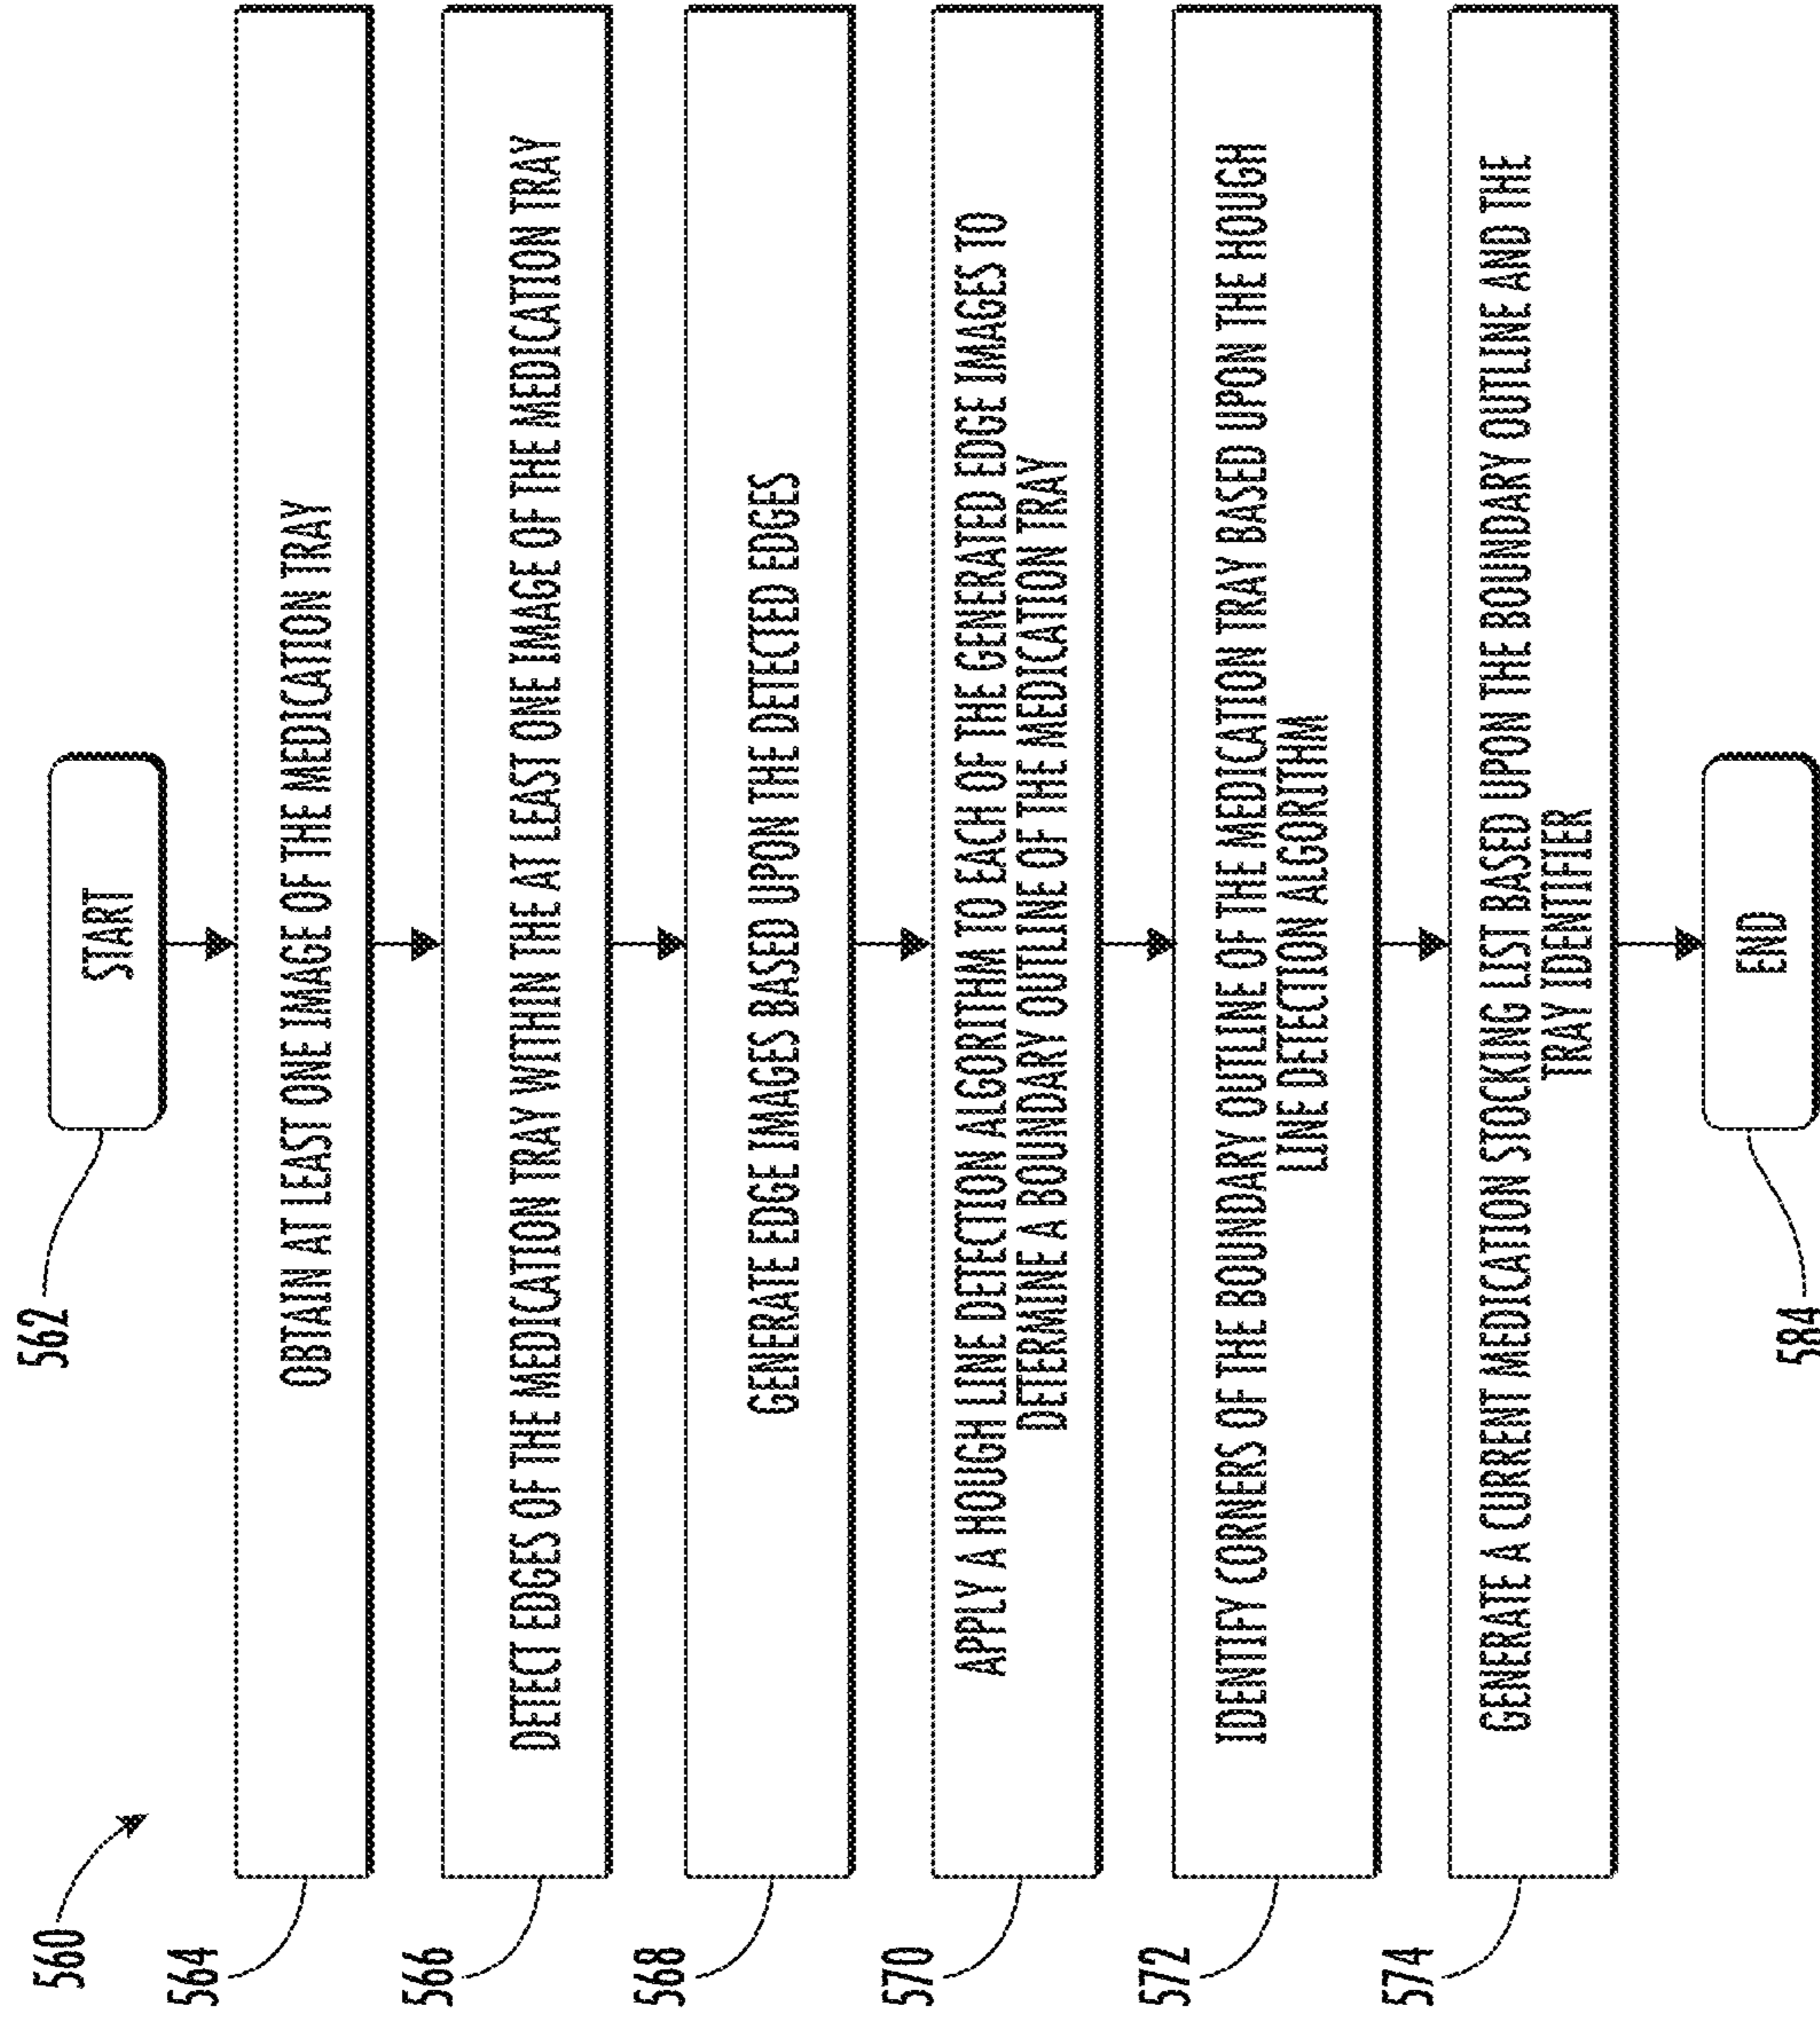 560
562
START
564
OBTAIN AT LEAST ONE IMAGE OF THE MEDICATION TRAY
566
DETECT EDGES OF THE MEDICATION TRAY WITHIN THE AT LEAST ONE IMAGE OF THE MEDICATION TRAY
568
GENERATE EDGE IMAGES BASED UPON THE DETECTED EDGES
570
APPLY A HOUGH LINE DETECTION ALGORITHM TO EACH OF THE GENERATED EDGE IMAGES TO
DETERMINE A BOUNDARY OUTLINE OF THE MEDICATION TRAY
572
IDENTIFY CORNERS OF THE BOUNDARY OUTLINE OF THE MEDICATION TRAY BASED UPON THE HOUGH
LINE DETECTION ALGORITHM
574
GENERATE A CURRENT MEDICATION STOCKING LIST BASED UPON THE BOUNDARY OUTLINE AND THE
TRAY IDENTIFIER
584
END